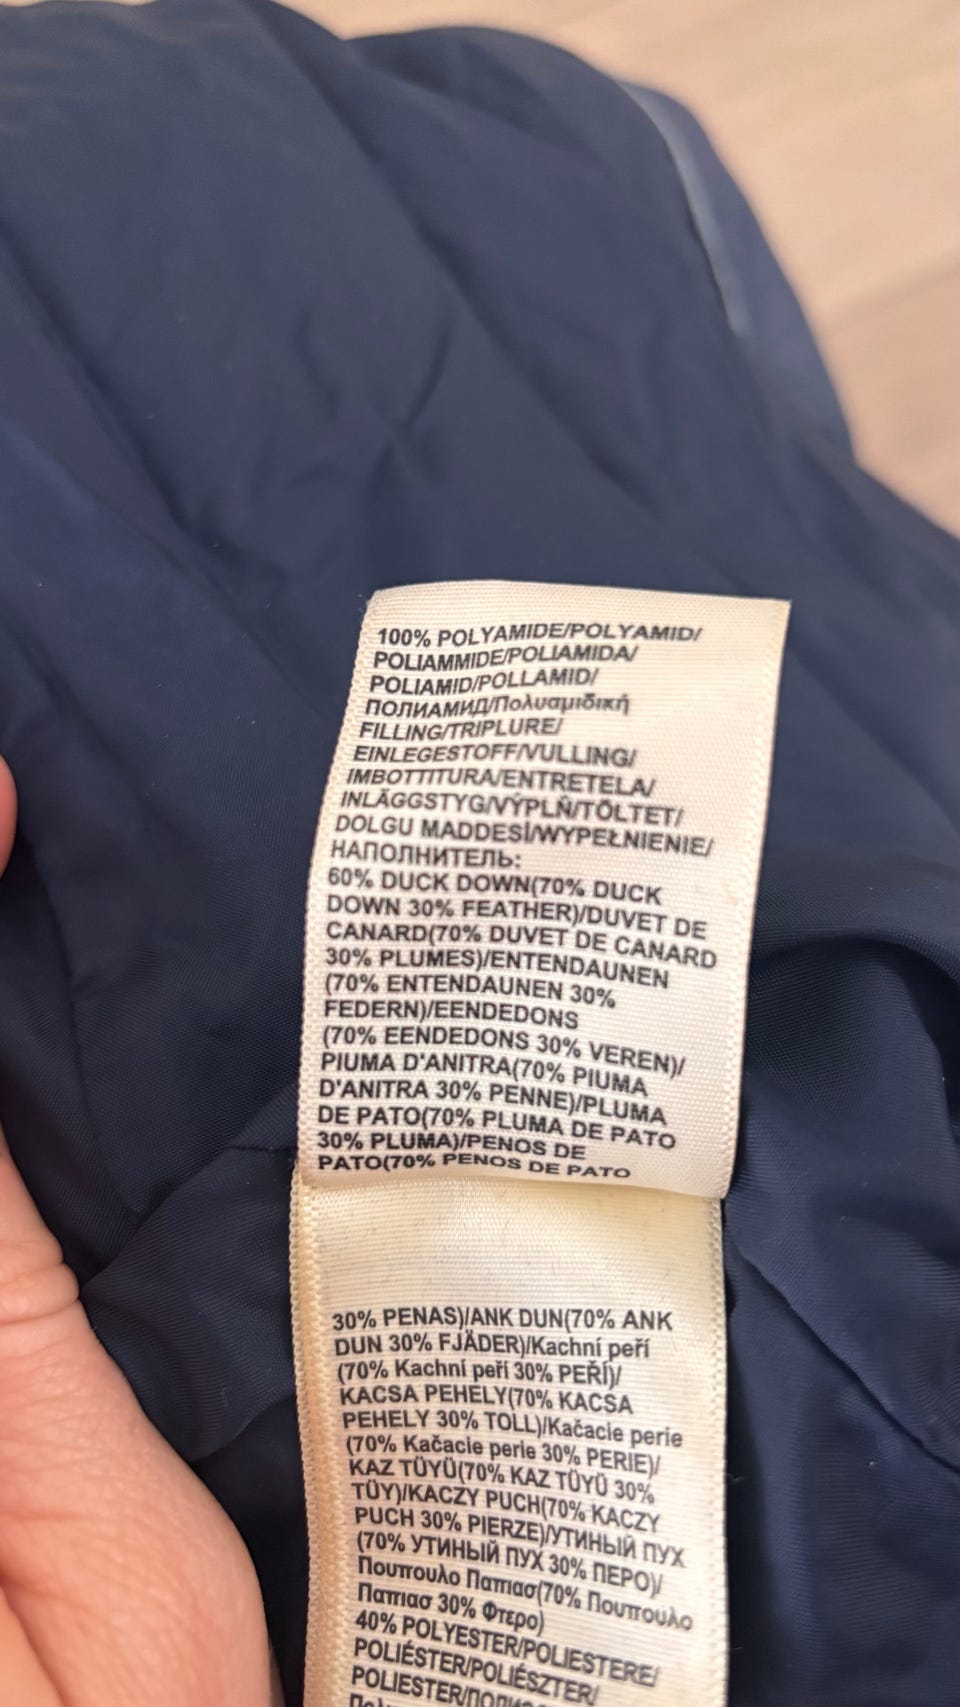 100% POLYAMIDE/POLYAMID/
POLIAMMIDE/POLIAMIDA/
POLIAMID/POLLAMID/
ПОЛИАМИД/Πολυαμιδική
FILLING/TRIPLURE/
EINLEGESTOFF/VULLING/
IMBOTTITURA/ENTRETELA/
INLÄGGSTYG/VÝPLŇ/TÖLTET/
DOLGU MADDESİ/WYPEŁNIENIE/
НАПОЛНИТЕЛЬ:
60% DUCK DOWN(70% DUCK
DOWN 30% FEATHER)/DUVET DE
CANARD(70% DUVET DE CANARD
30% PLUMES)/ENTENDAUNEN
(70% ENTENDAUNEN 30%
FEDERN)/EENDEDONS
(70% EENDEDONS 30% VEREN)/
PIUMA D'ANITRA(70% PIUMA
D'ANITRA 30% PENNE)/PLUMA
DE PATO(70% PLUMA DE PATO
30% PLUMA)/PENOS DE
PATO(70% PENOS DE PATO
30% PENAS)/ANK DUN(70% ANK
DUN 30% FJÄDER)/Kachní peří
(70% Kachní peří 30% PEŘÍ)/
KACSA PEHELY(70% KACSA
PEHELY 30% TOLL)/Kačacie perie
(70% Kačacie perie 30% PERIE)/
KAZ TÜYÜ(70% KAZ TÜYÜ 30%
TÜY)/KACZY PUCH(70% KACZY
PUCH 30% PIERZE)/УТИНЫЙ ПУХ
(70% УТИНЫЙ ПУХ 30% ПЕРО)/
Πουπουλο Παπιασ(70% Πουπουλο
Παπιασ 30% Φτερο)
40% POLYESTER/POLIESTERE/
POLIÉSTER/POLIÉSZTER/
POLIESTER/